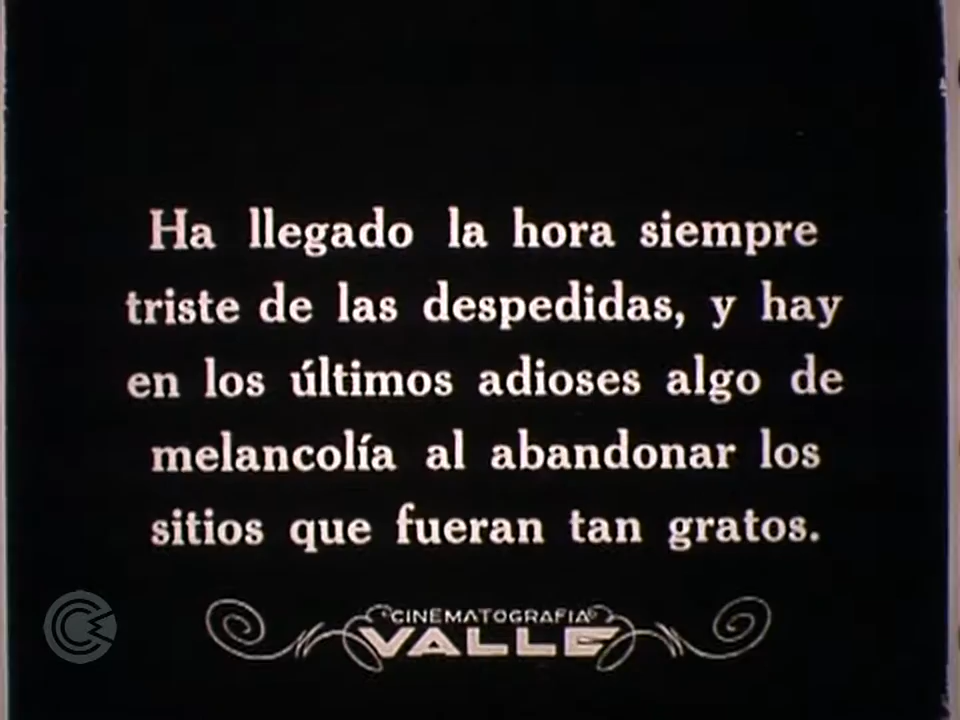 Ha llegado la hora siempre
triste de las despedidas, y hay
en los últimos adioses algo de
melancolía al abandonar los
sitios que fueran tan gratos.
CINEMATOGRAFIA
VALLE